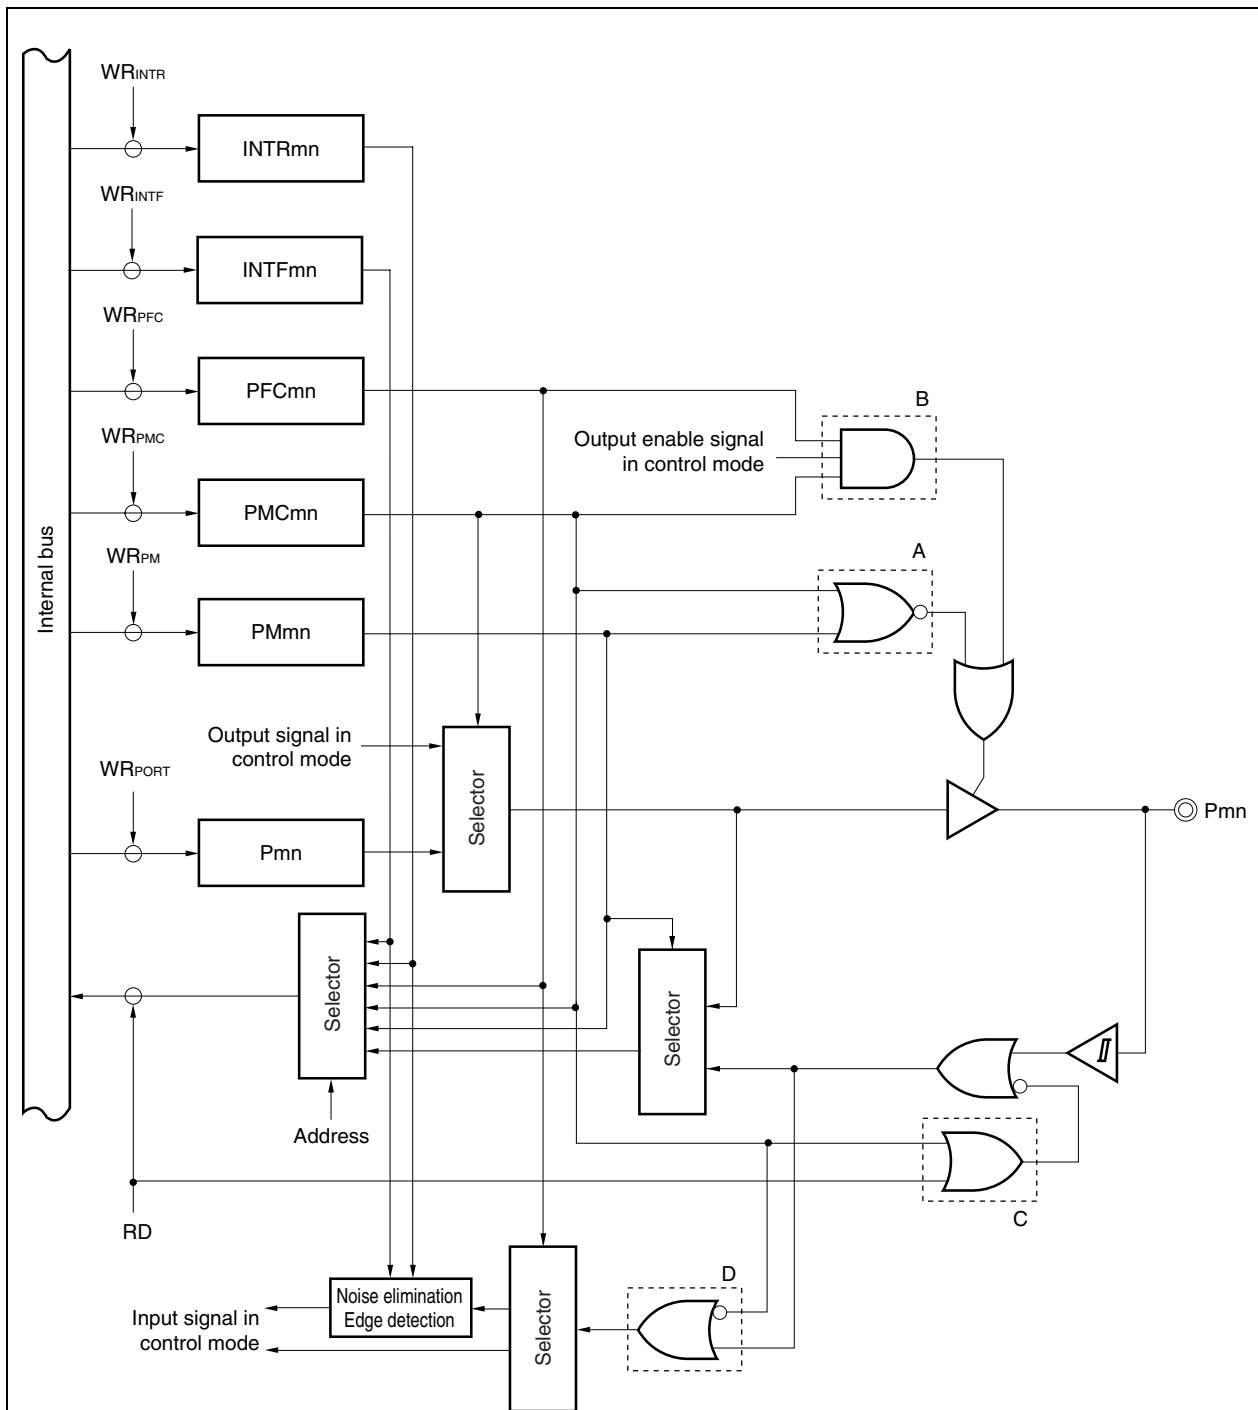 WRINTR
INTRmn
WRINTF
INTFmn
WRPFC
PFCmn
B
Output enable signal
in control mode
WRPMC
PMCmn
WRPM
A
PMmn
Internal bus
Output signal in
control mode
Selector
WRPORT
Pmn
Pmn
Selector
Selector
Address
RD
C
D
Noise elimination
Edge detection
Input signal in
control mode
Selector